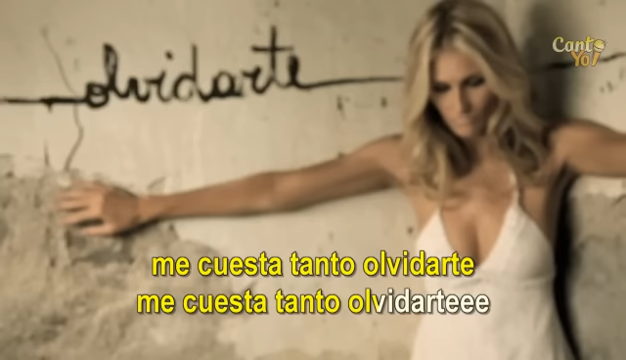 Canto
Yo!
olvidarte
me cuesta tanto olvidarte
me cuesta tanto olvidarteee